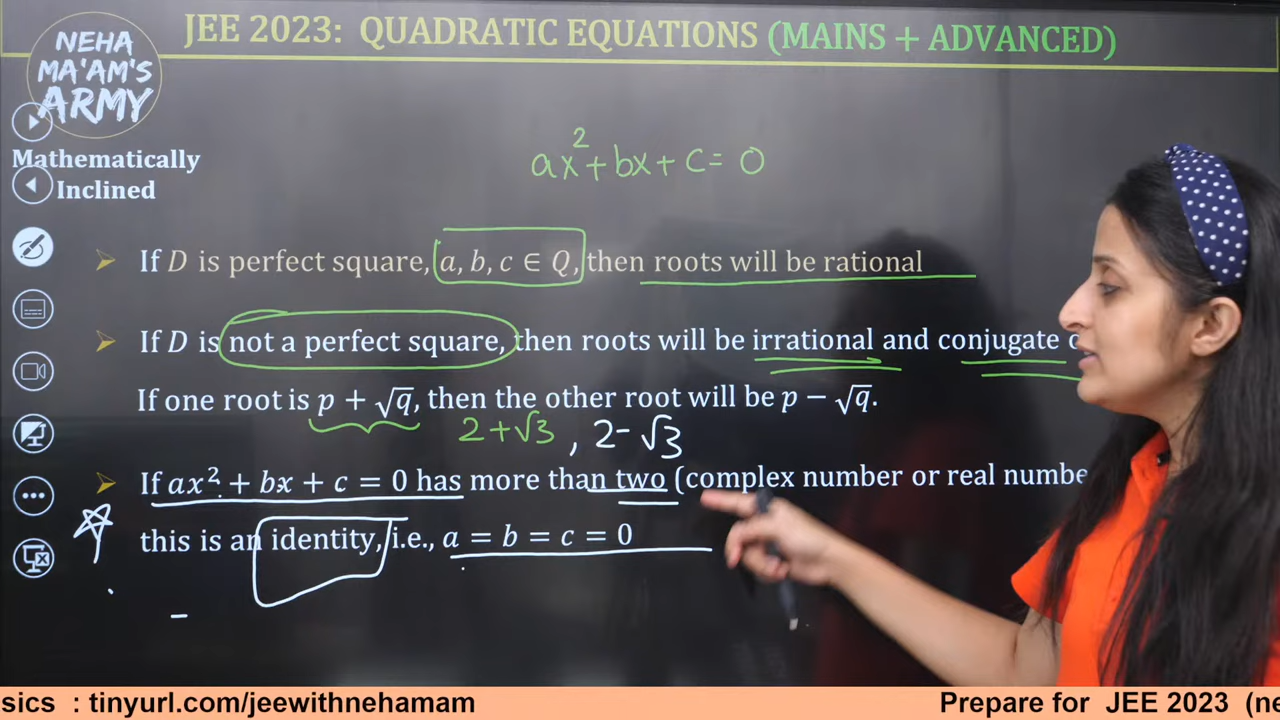 JEE 2023: QUADRATIC EQUATIONS (MAINS + ADVANCED)
NEHA
MA'AM'S
ARMY
Mathematically
Inclined
ax² + bx + c = 0
If D is perfect square, a, b, c ∈ Q, then roots will be rational
If D is not a perfect square, then roots will be irrational and conjugate
If one root is p + √q, then the other root will be p − √q.
2+√3, 2-√3
If ax² + bx + c = 0 has more than two (complex number or real numbe
this is an identity, i.e., a = b = c = 0
sics : tinyurl.com/jeewithnehamam
Prepare for JEE 2023 (ne